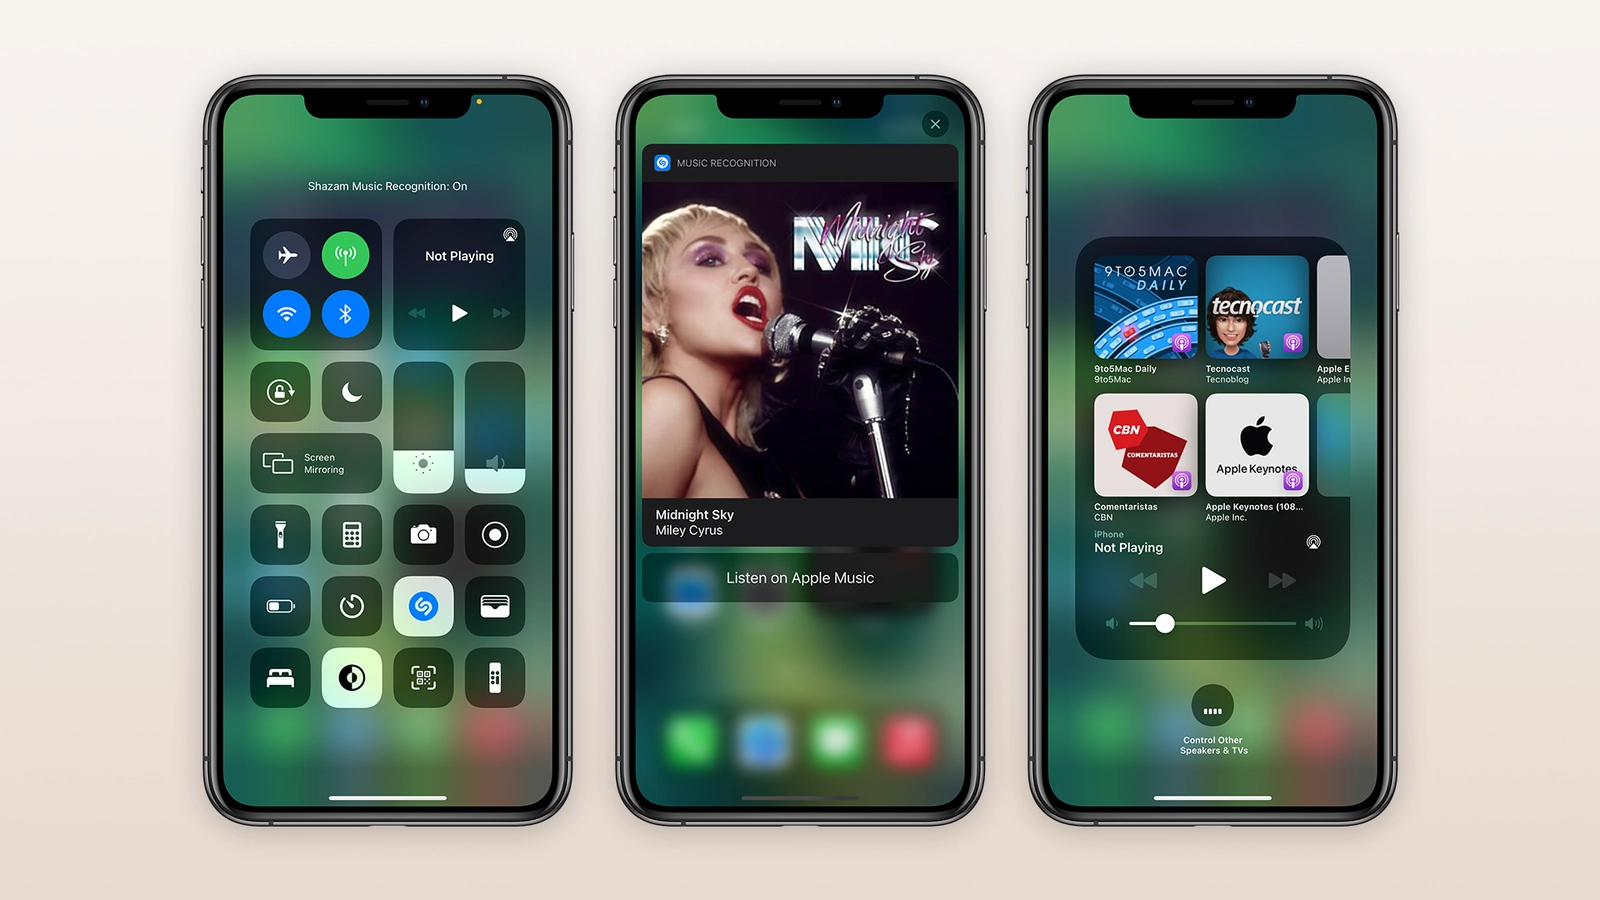 Shazam Music Recognition: On
Not Playing
Screen
Mirroring
MUSIC RECOGNITION
Midnight
Sky
Midnight Sky
Miley Cyrus
Listen on Apple Music
9TO5MAC
DAILY
9to5Mac Daily
9to5Mac
tecnocast
Tecnocast
Tecnoblog
Apple E
Apple In
CBN
COMENTARISTAS
Comentaristas
CBN
Apple Keynotes
Apple Keynotes (108...
Apple Inc.
iPhone
Not Playing
Control Other
Speakers & TVs